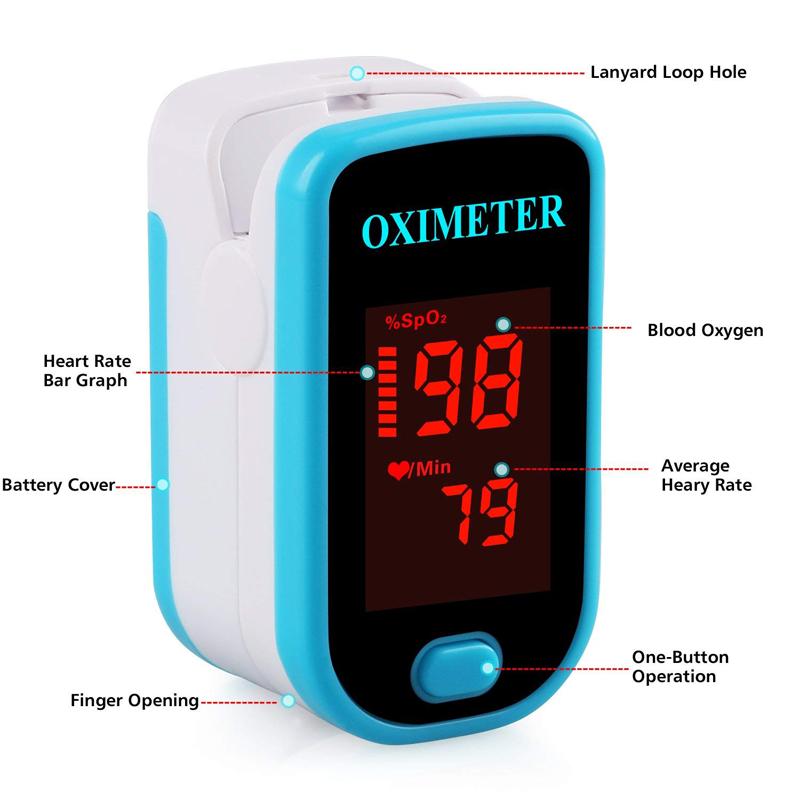 Lanyard Loop Hole
OXIMETER
%SpO₂
98
Blood Oxygen
Heart Rate
Bar Graph
♥/Min
79
Average
Heary Rate
Battery Cover
One-Button
Operation
Finger Opening